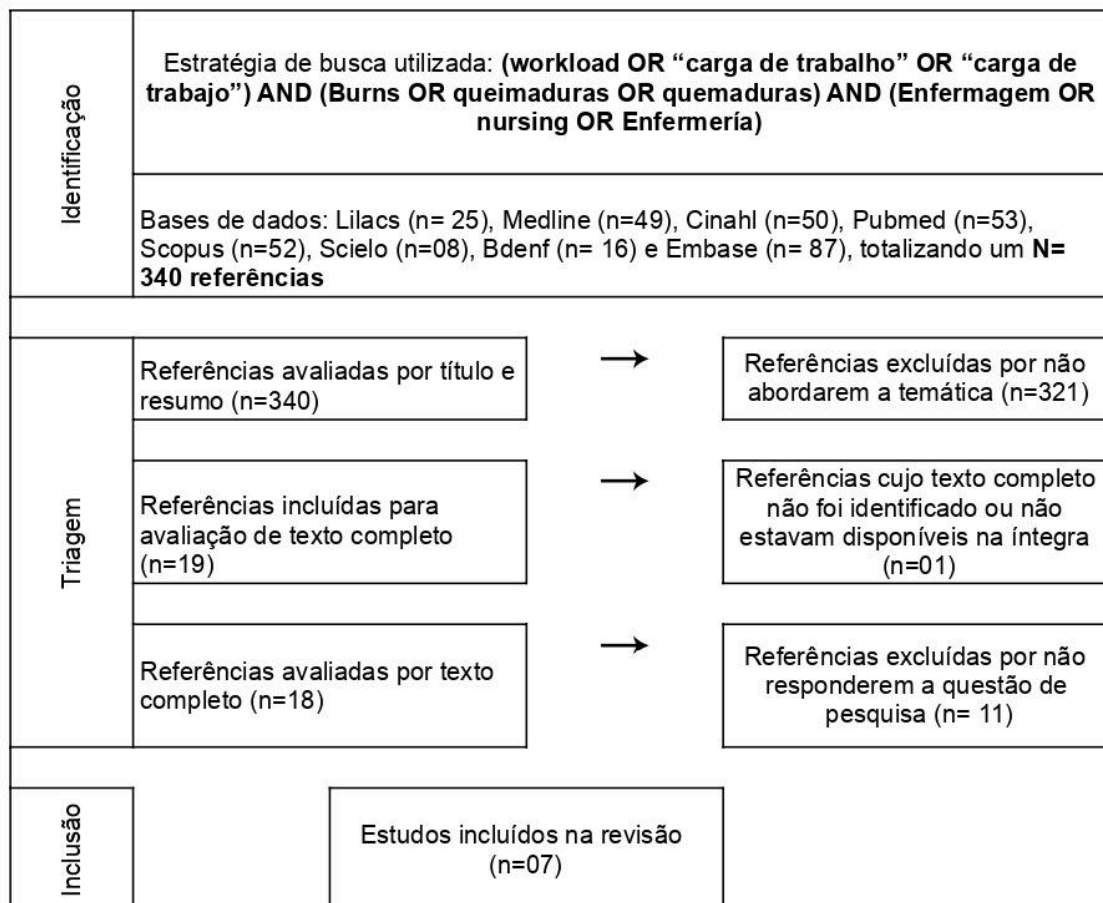 Identificação
Estratégia de busca utilizada: (workload OR “carga de trabalho” OR “carga de
trabajo”) AND (Burns OR queimaduras OR quemaduras) AND (Enfermagem OR
nursing OR Enfermería)
Bases de dados: Lilacs (n= 25), Medline (n=49), Cinahl (n=50), Pubmed (n=53),
Scopus (n=52), Scielo (n=08), Bdenf (n= 16) e Embase (n= 87), totalizando um N=
340 referências
Triagem
Referências avaliadas por título e
resumo (n=340)
Referências excluídas por não
abordarem a temática (n=321)
Referências incluídas para
avaliação de texto completo
(n=19)
Referências cujo texto completo
não foi identificado ou não
estavam disponíveis na íntegra
(n=01)
Referências avaliadas por texto
completo (n=18)
Referências excluídas por não
responderem a questão de
pesquisa (n= 11)
Inclusão
Estudos incluídos na revisão
(n=07)